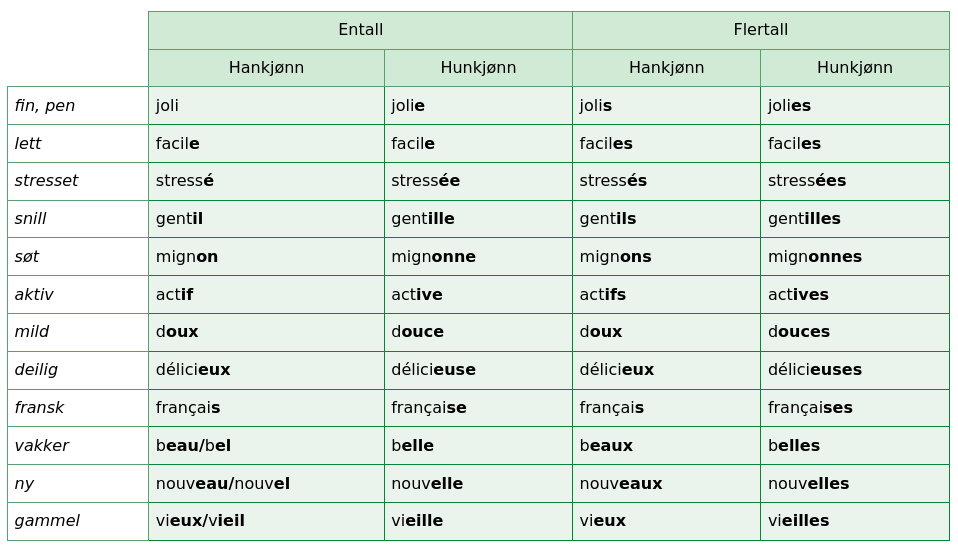 Entall Flertall
Hankjønn Hunkjønn Hankjønn Hunkjønn
fin, pen joli jolie jolis jolies
lett facile facile faciles faciles
stresset stressé stressée stressés stressées
snill gentil gentille gentils gentilles
søt mignon mignonne mignons mignonnes
aktiv actif active actifs actives
mild doux douce doux douces
deilig délicieux délicieuse délicieux délicieuses
fransk français française français françaises
vakker beau/bel belle beaux belles
ny nouveau/nouvel nouvelle nouveaux nouvelles
gammel vieux/vieil vieille vieux vieilles